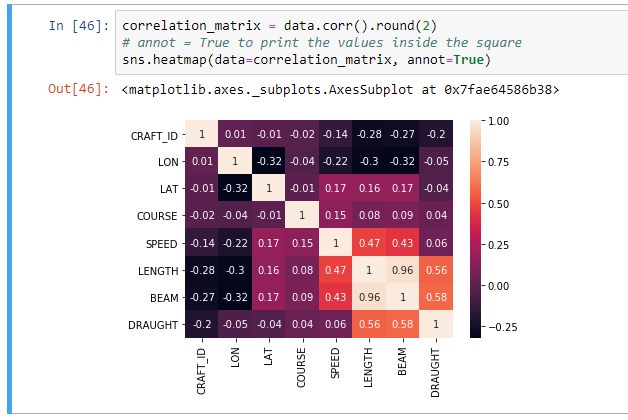 In [46]: correlation_matrix = data.corr().round(2)
# annot = True to print the values inside the square
sns.heatmap(data=correlation_matrix, annot=True)
Out[46]: <matplotlib.axes._subplots.AxesSubplot at 0x7fae64586b38>
CRAFT_ID 1 0.01 -0.01 -0.02 -0.14 -0.28 -0.27 -0.2
LON 0.01 1 -0.32 -0.04 -0.22 -0.3 -0.32 -0.05
LAT -0.01 -0.32 1 -0.01 0.17 0.16 0.17 -0.04
COURSE -0.02 -0.04 -0.01 1 0.15 0.08 0.09 0.04
SPEED -0.14 -0.22 0.17 0.15 1 0.47 0.43 0.06
LENGTH -0.28 -0.3 0.16 0.08 0.47 1 0.96 0.56
BEAM -0.27 -0.32 0.17 0.09 0.43 0.96 1 0.58
DRAUGHT -0.2 -0.05 -0.04 0.04 0.06 0.56 0.58 1
CRAFT_ID LON LAT COURSE SPEED LENGTH BEAM DRAUGHT
1.00
0.75
0.50
0.25
0.00
-0.25